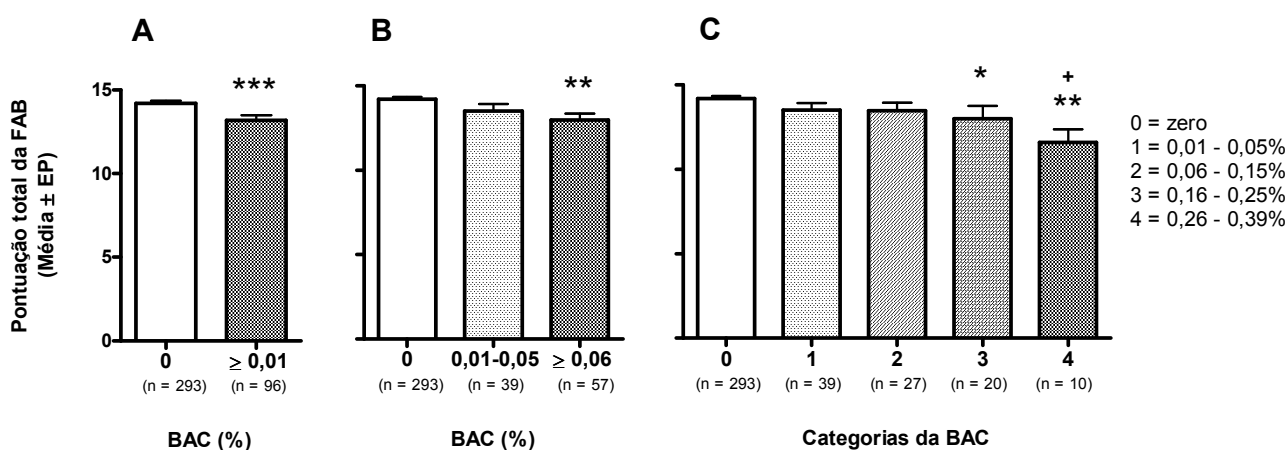 A
B
C
Pontuação total da FAB
(Média ± EP)
15
10
5
0
***
0 ≥ 0,01
(n = 293) (n = 96)
BAC (%)
**
0 0,01-0,05 ≥ 0,06
(n = 293) (n = 39) (n = 57)
BAC (%)
*
+
**
0 1 2 3 4
(n = 293) (n = 39) (n = 27) (n = 20) (n = 10)
Categorias da BAC
0 = zero
1 = 0,01 - 0,05%
2 = 0,06 - 0,15%
3 = 0,16 - 0,25%
4 = 0,26 - 0,39%